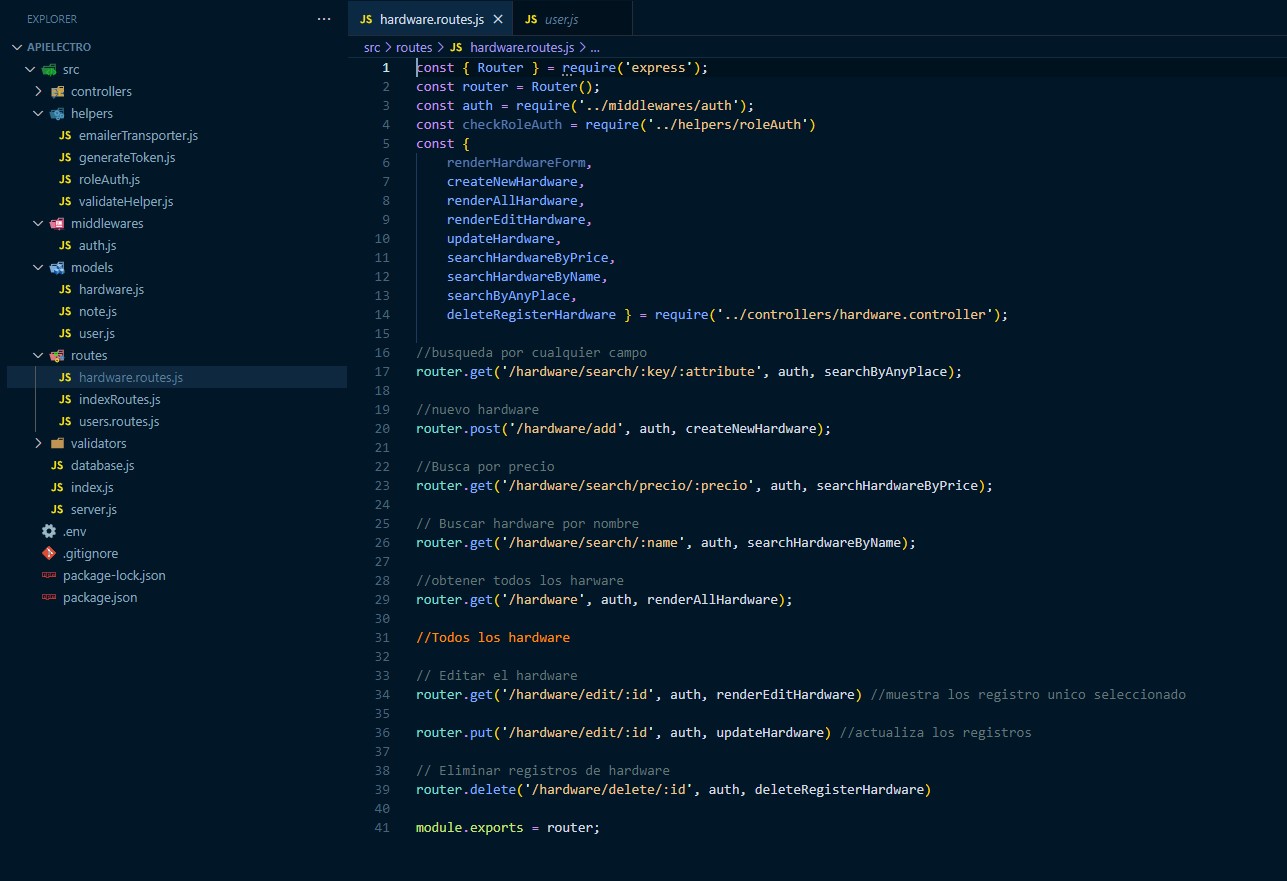 EXPLORER
...
APIELECTRO
src
controllers
helpers
JS emailerTransporter.js
JS generateToken.js
JS roleAuth.js
JS validateHelper.js
middlewares
JS auth.js
models
JS hardware.js
JS note.js
JS user.js
routes
JS hardware.routes.js
JS indexRoutes.js
JS users.routes.js
validators
JS database.js
JS index.js
JS server.js
.env
.gitignore
package-lock.json
package.json
JS hardware.routes.js ×
JS user.js
src > routes > JS hardware.routes.js > ...
1 const { Router } = require('express');
2 const router = Router();
3 const auth = require('../middlewares/auth');
4 const checkRoleAuth = require('../helpers/roleAuth')
5 const {
6 renderHardwareForm,
7 createNewHardware,
8 renderAllHardware,
9 renderEditHardware,
10 updateHardware,
11 searchHardwareByPrice,
12 searchHardwareByName,
13 searchByAnyPlace,
14 deleteRegisterHardware } = require('../controllers/hardware.controller');
15
16 //busqueda por cualquier campo
17 router.get('/hardware/search/:key/:attribute', auth, searchByAnyPlace);
18
19 //nuevo hardware
20 router.post('/hardware/add', auth, createNewHardware);
21
22 //Busca por precio
23 router.get('/hardware/search/precio/:precio', auth, searchHardwareByPrice);
24
25 // Buscar hardware por nombre
26 router.get('/hardware/search/:name', auth, searchHardwareByName);
27
28 //obtener todos los harware
29 router.get('/hardware', auth, renderAllHardware);
30
31 //Todos los hardware
32
33 // Editar el hardware
34 router.get('/hardware/edit/:id', auth, renderEditHardware) //muestra los registro unico seleccionado
35
36 router.put('/hardware/edit/:id', auth, updateHardware) //actualiza los registros
37
38 // Eliminar registros de hardware
39 router.delete('/hardware/delete/:id', auth, deleteRegisterHardware)
40
41 module.exports = router;